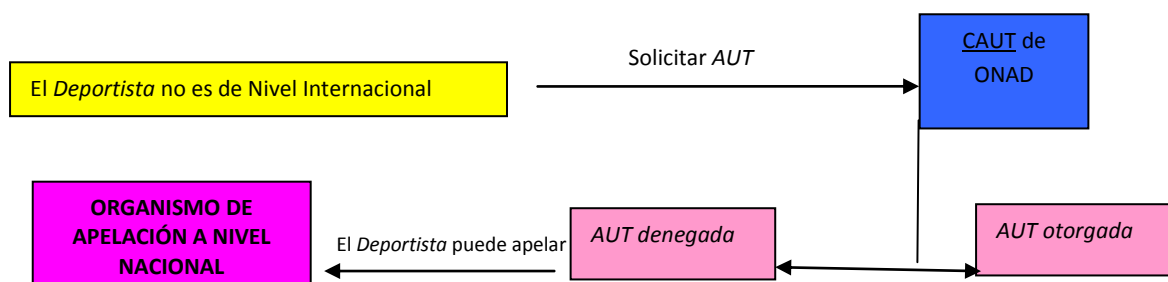 Solicitar AUT
CAUT de
ONAD
El Deportista no es de Nivel Internacional
ORGANISMO DE
APELACIÓN A NIVEL
NACIONAL
El Deportista puede apelar
AUT denegada
AUT otorgada